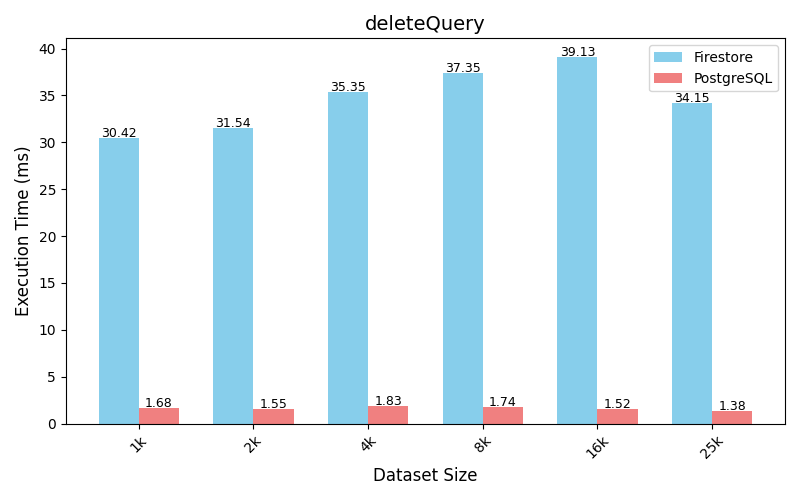 deleteQuery
Firestore
PostgreSQL
Execution Time (ms)
40
35
30
25
20
15
10
5
0
30.42
31.54
35.35
37.35
39.13
34.15
1.68
1.55
1.83
1.74
1.52
1.38
1k
2k
4k
8k
16k
25k
Dataset Size